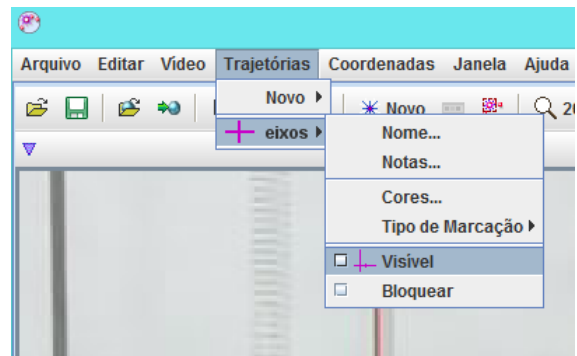 Arquivo Editar Vídeo Trajetórias Coordenadas Janela Ajuda
Novo
Novo
eixos
Nome...
Notas...
Cores...
Tipo de Marcação
Visível
Bloquear